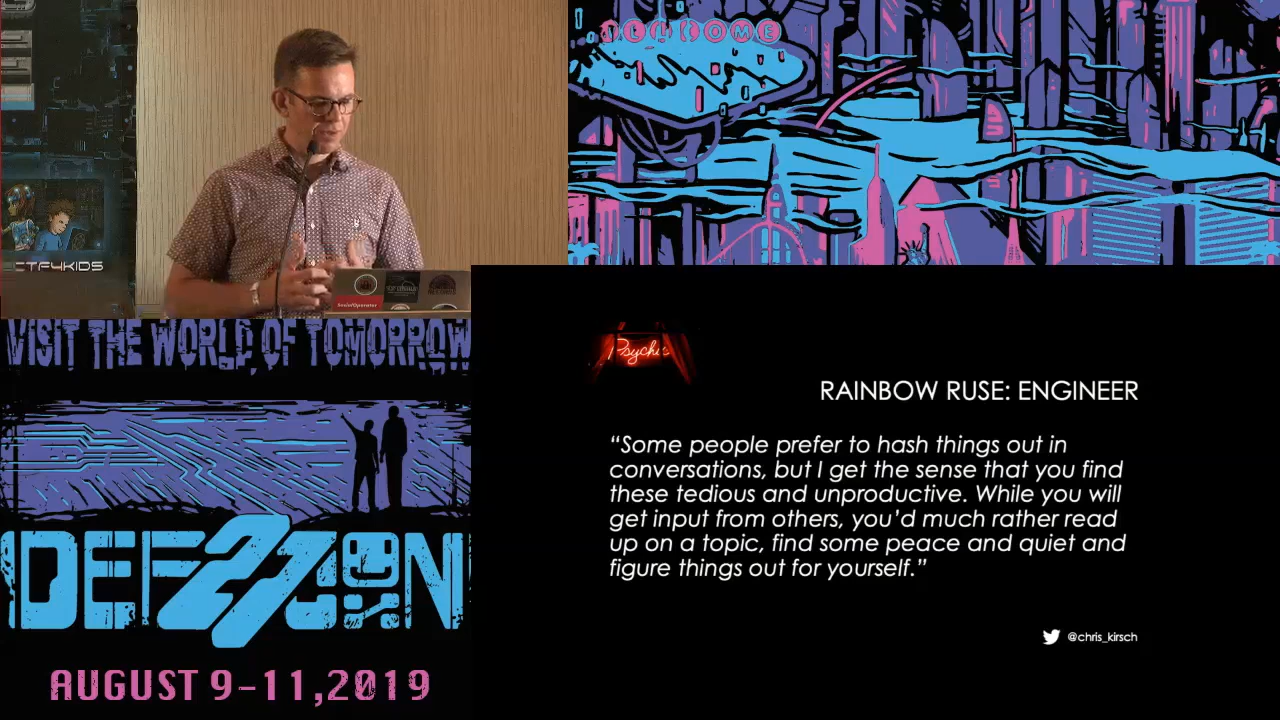 WELCOME
CTF4KIDS
VISIT THE WORLD OF TOMORROW
DEF CON
27
AUGUST 9-11,2019
Psychic
RAINBOW RUSE: ENGINEER
“Some people prefer to hash things out in
conversations, but I get the sense that you find
these tedious and unproductive. While you will
get input from others, you’d much rather read
up on a topic, find some peace and quiet and
figure things out for yourself.”
@chris_kirsch